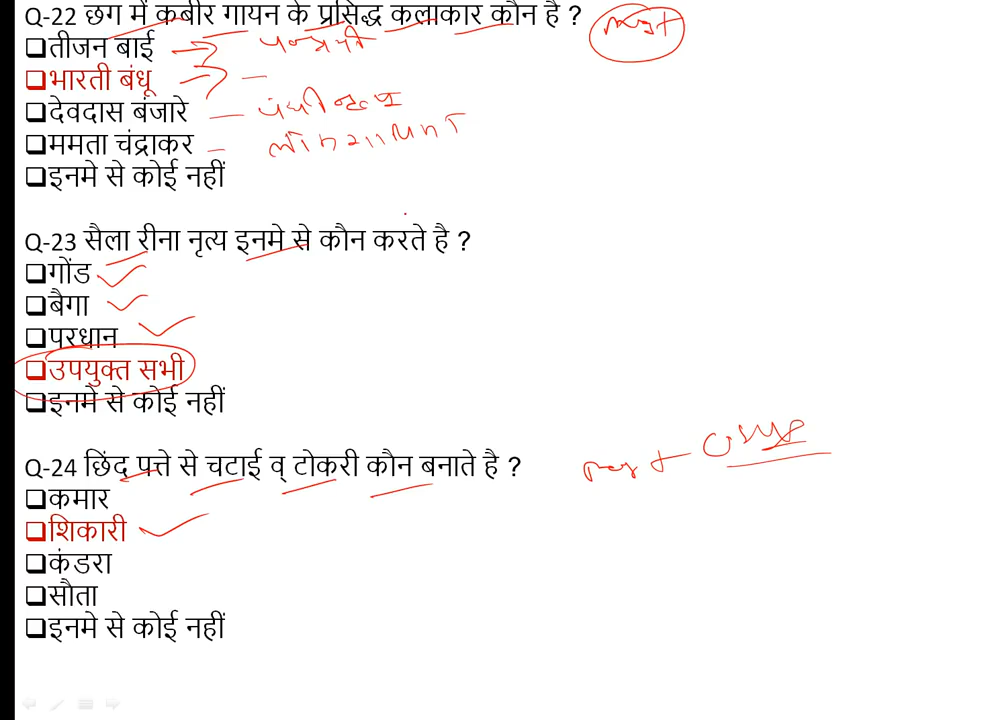 Q-22 छग में कबीर गायन के प्रसिद्ध कलाकार कौन है ?
❑तीजन बाई
❑भारती बंधू
❑देवदास बंजारे
❑ममता चंद्राकर
❑इनमे से कोई नहीं
Q-23 सैला रीना नृत्य इनमे से कौन करते है ?
❑गोंड
❑बैगा
❑परधान
❑उपयुक्त सभी
❑इनमे से कोई नहीं
Q-24 छिंद पत्ते से चटाई व् टोकरी कौन बनाते है ?
❑कमार
❑शिकारी
❑कंडरा
❑सौता
❑इनमे से कोई नहीं